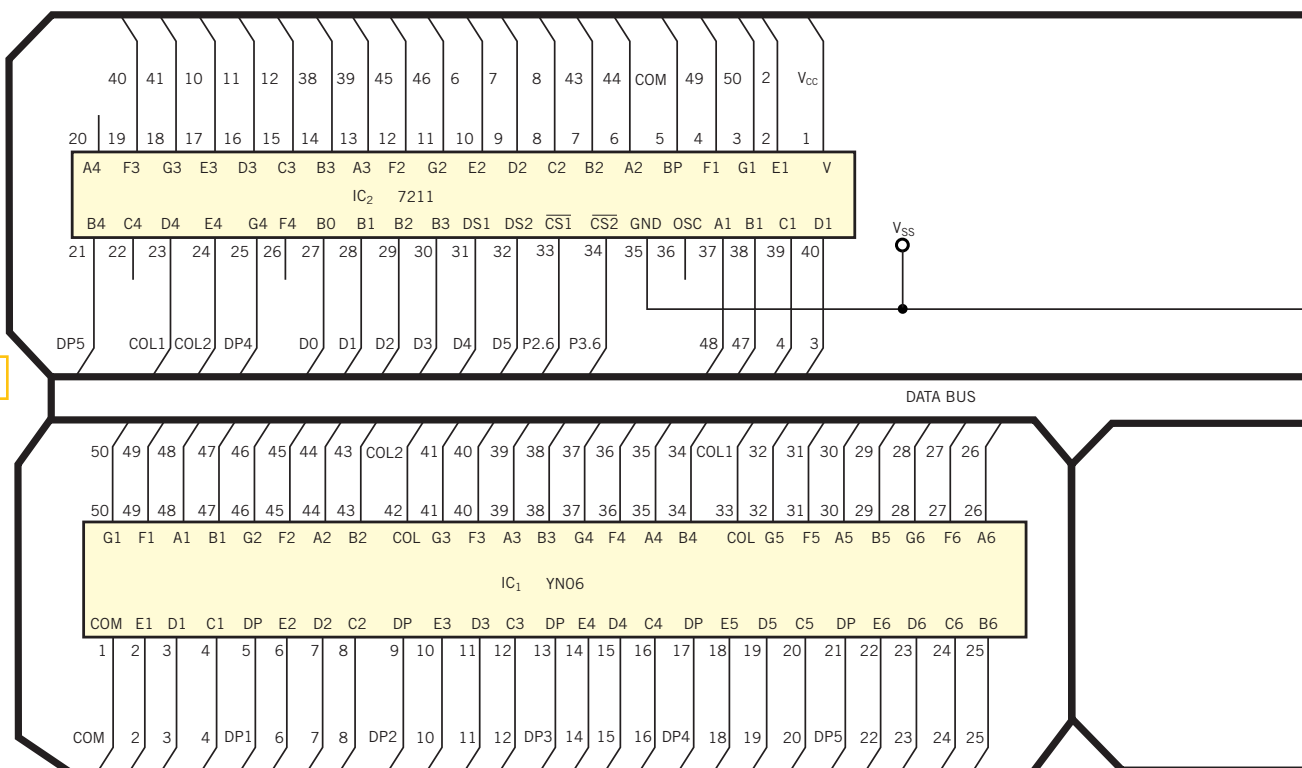 40 41 10 11 12 38 39 45 46 6 7 8 43 44 COM 49 50 2 VCC
20 19 18 17 16 15 14 13 12 11 10 9 8 7 6 5 4 3 2 1
A4 F3 G3 E3 D3 C3 B3 A3 F2 G2 E2 D2 C2 B2 A2 BP F1 G1 E1 V
IC2 7211
B4 C4 D4 E4 G4 F4 B0 B1 B2 B3 DS1 DS2 CS1 CS2 GND OSC A1 B1 C1 D1
VSS
21 22 23 24 25 26 27 28 29 30 31 32 33 34 35 36 37 38 39 40
DP5 COL1 COL2 DP4 D0 D1 D2 D3 D4 D5 P2.6 P3.6 48 47 4 3
DATA BUS
50 49 48 47 46 45 44 43 COL2 41 40 39 38 37 36 35 34 COL1 32 31 30 29 28 27 26
50 49 48 47 46 45 44 43 42 41 40 39 38 37 36 35 34 33 32 31 30 29 28 27 26
G1 F1 A1 B1 G2 F2 A2 B2 COL G3 F3 A3 B3 G4 F4 A4 B4 COL G5 F5 A5 B5 G6 F6 A6
IC1 YN06
COM E1 D1 C1 DP E2 D2 C2 DP E3 D3 C3 DP E4 D4 C4 DP E5 D5 C5 DP E6 D6 C6 B6
1 2 3 4 5 6 7 8 9 10 11 12 13 14 15 16 17 18 19 20 21 22 23 24 25
COM 2 3 4 DP1 6 7 8 DP2 10 11 12 DP3 14 15 16 DP4 18 19 20 DP5 22 23 24 25